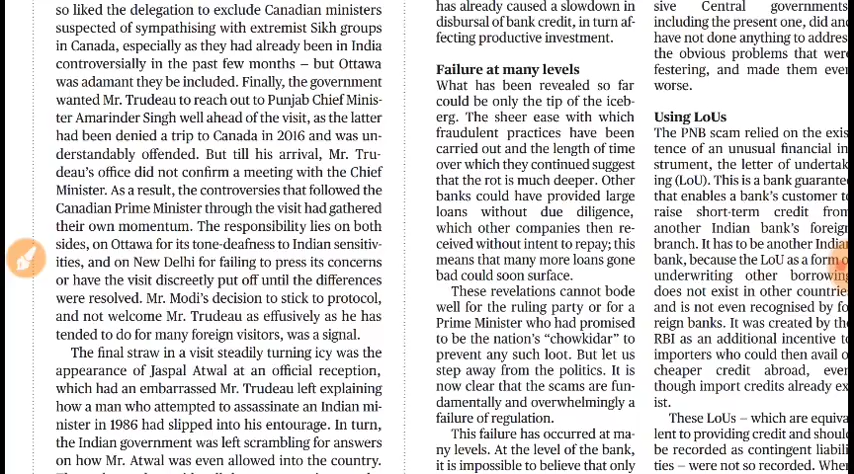 so liked the delegation to exclude Canadian ministers
suspected of sympathising with extremist Sikh groups
in Canada, especially as they had already been in India
controversially in the past few months – but Ottawa
was adamant they be included. Finally, the government
wanted Mr. Trudeau to reach out to Punjab Chief Minis-
ter Amarinder Singh well ahead of the visit, as the latter
had been denied a trip to Canada in 2016 and was un-
derstandably offended. But till his arrival, Mr. Tru-
deau's office did not confirm a meeting with the Chief
Minister. As a result, the controversies that followed the
Canadian Prime Minister through the visit had gathered
their own momentum. The responsibility lies on both
sides, on Ottawa for its tone-deafness to Indian sensitiv-
ities, and on New Delhi for failing to press its concerns
or have the visit discreetly put off until the differences
were resolved. Mr. Modi's decision to stick to protocol,
and not welcome Mr. Trudeau as effusively as he has
tended to do for many foreign visitors, was a signal.
The final straw in a visit steadily turning icy was the
appearance of Jaspal Atwal at an official reception,
which had an embarrassed Mr. Trudeau left explaining
how a man who attempted to assassinate an Indian mi-
nister in 1986 had slipped into his entourage. In turn,
the Indian government was left scrambling for answers
on how Mr. Atwal was even allowed into the country.
has already caused a slowdown in
disbursal of bank credit, in turn af-
fecting productive investment.
Failure at many levels
What has been revealed so far
could be only the tip of the iceb-
erg. The sheer ease with which
fraudulent practices have been
carried out and the length of time
over which they continued suggest
that the rot is much deeper. Other
banks could have provided large
loans without due diligence,
which other companies then re-
ceived without intent to repay; this
means that many more loans gone
bad could soon surface.
These revelations cannot bode
well for the ruling party or for a
Prime Minister who had promised
to be the nation's "chowkidar" to
prevent any such loot. But let us
step away from the politics. It is
now clear that the scams are fun-
damentally and overwhelmingly a
failure of regulation.
This failure has occurred at ma-
ny levels. At the level of the bank,
it is impossible to believe that only
sive Central governments
including the present one, did
have not done anything to
the obvious problems that
festering, and made them
worse.
Using LoUs
The PNB scam relied on the
tence of an unusual financial in
strument, the letter of
ing (LoU). This is a bank
that enables a bank's customer
raise short-term credit
another Indian bank's
branch. It has to be another
bank, because the LoU as a form
underwriting other
does not exist in other
and is not even recognised by
reign banks. It was created by
RBI as an additional incentive
importers who could then avail
cheaper credit abroad,
though import credits already ex
ist.
These LoUs – which are
lent to providing credit and
be recorded as contingent
ties – were not so recorded.